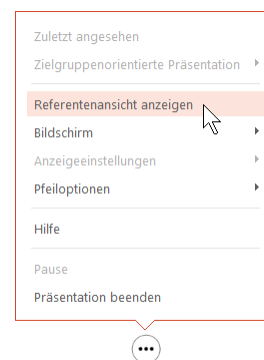 Zuletzt angesehen
Zielgruppenorientierte Präsentation
Referentenansicht anzeigen
Bildschirm
Anzeigeeinstellungen
Pfeiloptionen
Hilfe
Pause
Präsentation beenden